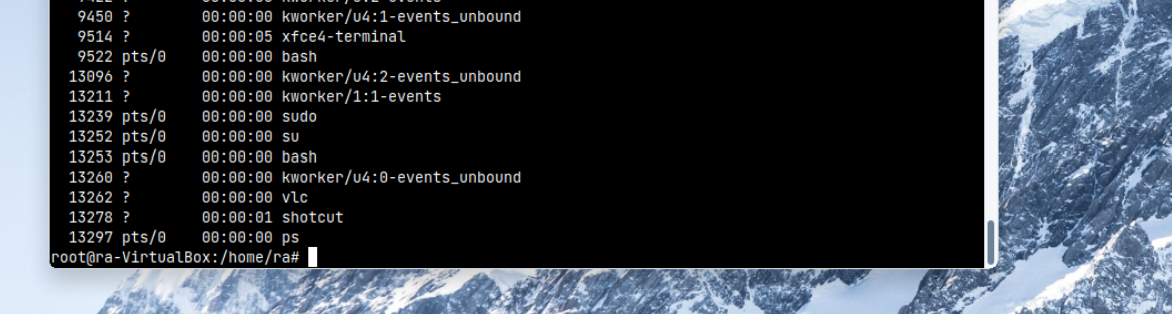 9450 ?        00:00:00 kworker/u4:1-events_unbound
9514 ?        00:00:05 xfce4-terminal
9522 pts/0    00:00:00 bash
13096 ?        00:00:00 kworker/u4:2-events_unbound
13211 ?        00:00:00 kworker/1:1-events
13239 pts/0    00:00:00 sudo
13252 pts/0    00:00:00 su
13253 pts/0    00:00:00 bash
13260 ?        00:00:00 kworker/u4:0-events_unbound
13262 ?        00:00:00 vlc
13278 ?        00:00:01 shotcut
13297 pts/0    00:00:00 ps
root@ra-VirtualBox:/home/ra#